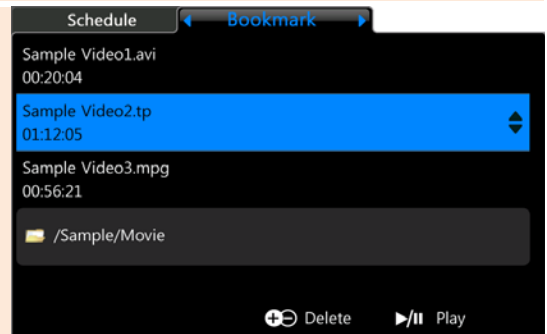 Schedule
Bookmark
Sample Video1.avi
00:20:04
Sample Video2.tp
01:12:05
Sample Video3.mpg
00:56:21
/Sample/Movie
Delete Play